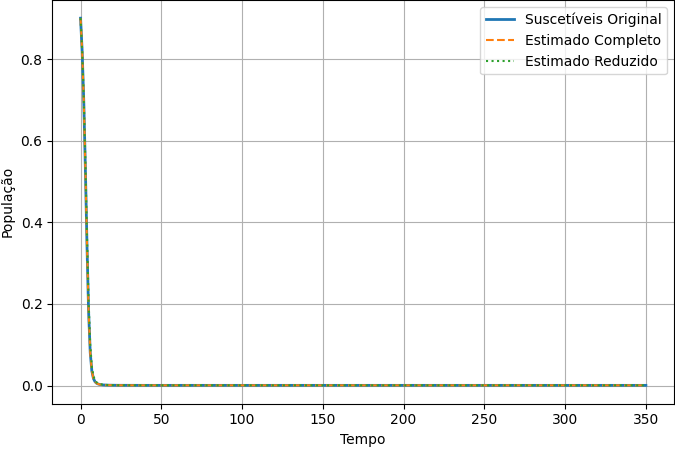 Suscetíveis Original
Estimado Completo
Estimado Reduzido
0.8
0.6
0.4
0.2
0.0
População
0 50 100 150 200 250 300 350
Tempo